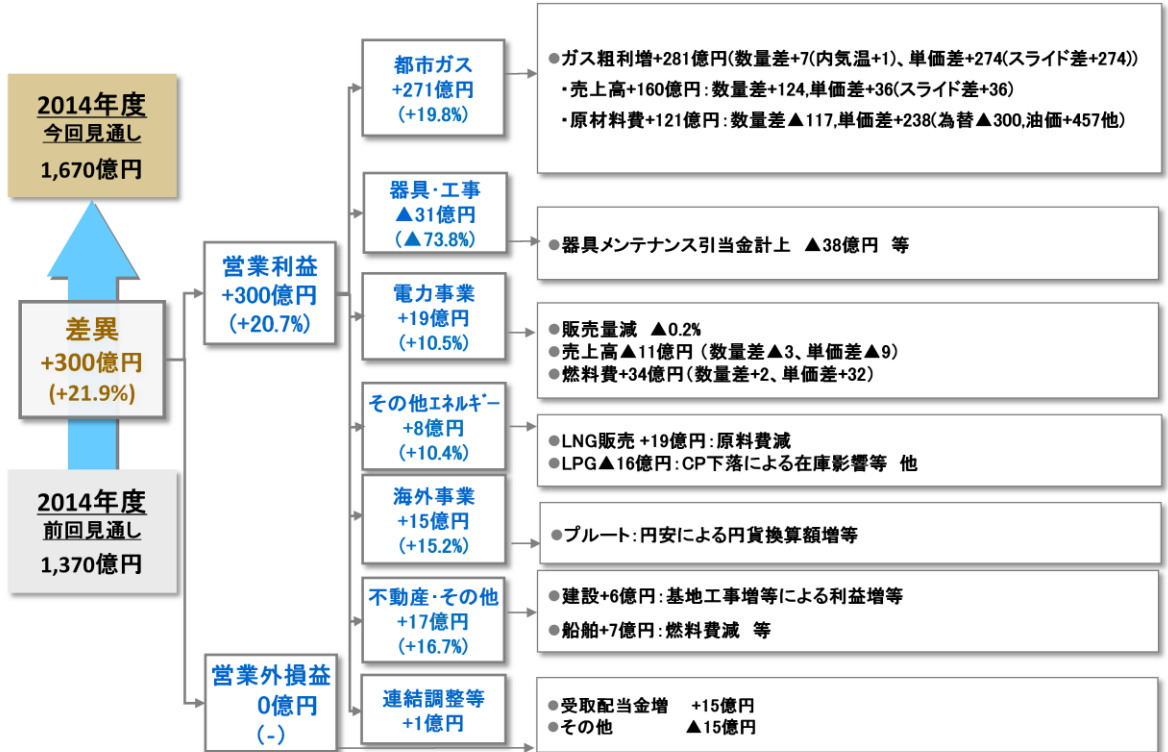 2014年度
今回見通し
1,670億円
差異
+300億円
(+21.9%)
2014年度
前回見通し
1,370億円
営業利益
+300億円
(+20.7%)
営業外損益
0億円
(-)
都市ガス
+271億円
(+19.8%)
●ガス粗利増+281億円(数量差+7(内気温+1)、単価差+274(スライド差+274))
・売上高+160億円:数量差+124,単価差+36(スライド差+36)
・原材料費+121億円:数量差▲117,単価差+238(為替▲300,油価+457他)
器具・工事
▲31億円
(▲73.8%)
●器具メンテナンス引当金計上 ▲38億円 等
電力事業
+19億円
(+10.5%)
●販売量減 ▲0.2%
●売上高▲11億円 (数量差▲3、単価差▲9)
●燃料費+34億円(数量差+2、単価差+32)
その他エネルギー
+8億円
(+10.4%)
●LNG販売 +19億円:原料費減
●LPG▲16億円:CP下落による在庫影響等 他
海外事業
+15億円
(+15.2%)
●プルート:円安による円貨換算額増等
不動産・その他
+17億円
(+16.7%)
●建設+6億円:基地工事増等による利益増等
●船舶+7億円:燃料費減 等
連結調整等
+1億円
●受取配当金増 +15億円
●その他 ▲15億円